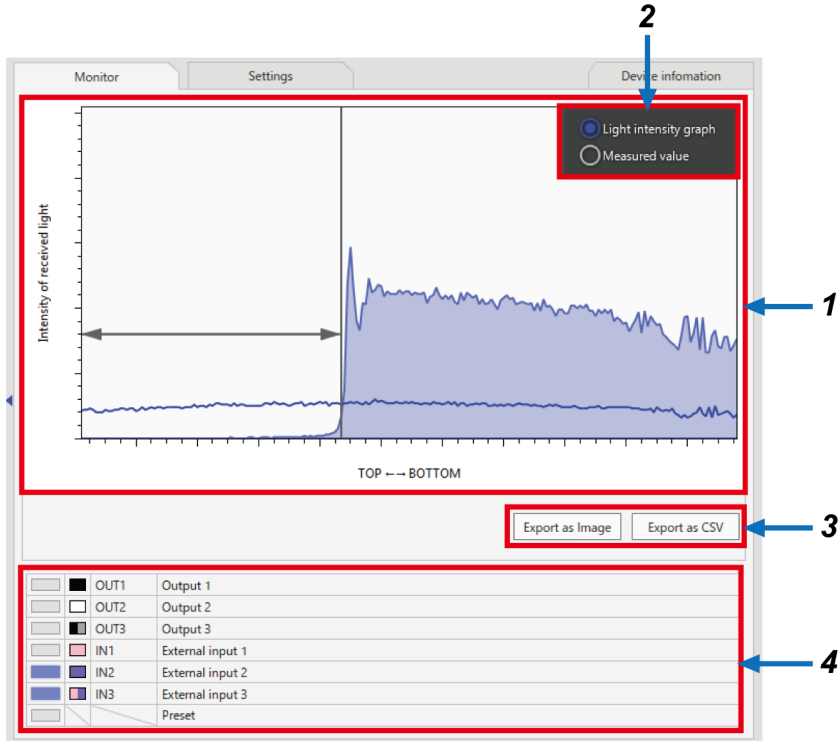 2
Monitor
Settings
Device infomation
Light intensity graph
Measured value
Intensity of received light
1
TOP ←→ BOTTOM
Export as Image
Export as CSV
3
OUT1 Output 1
OUT2 Output 2
OUT3 Output 3
IN1 External input 1
IN2 External input 2
IN3 External input 3
Preset
4